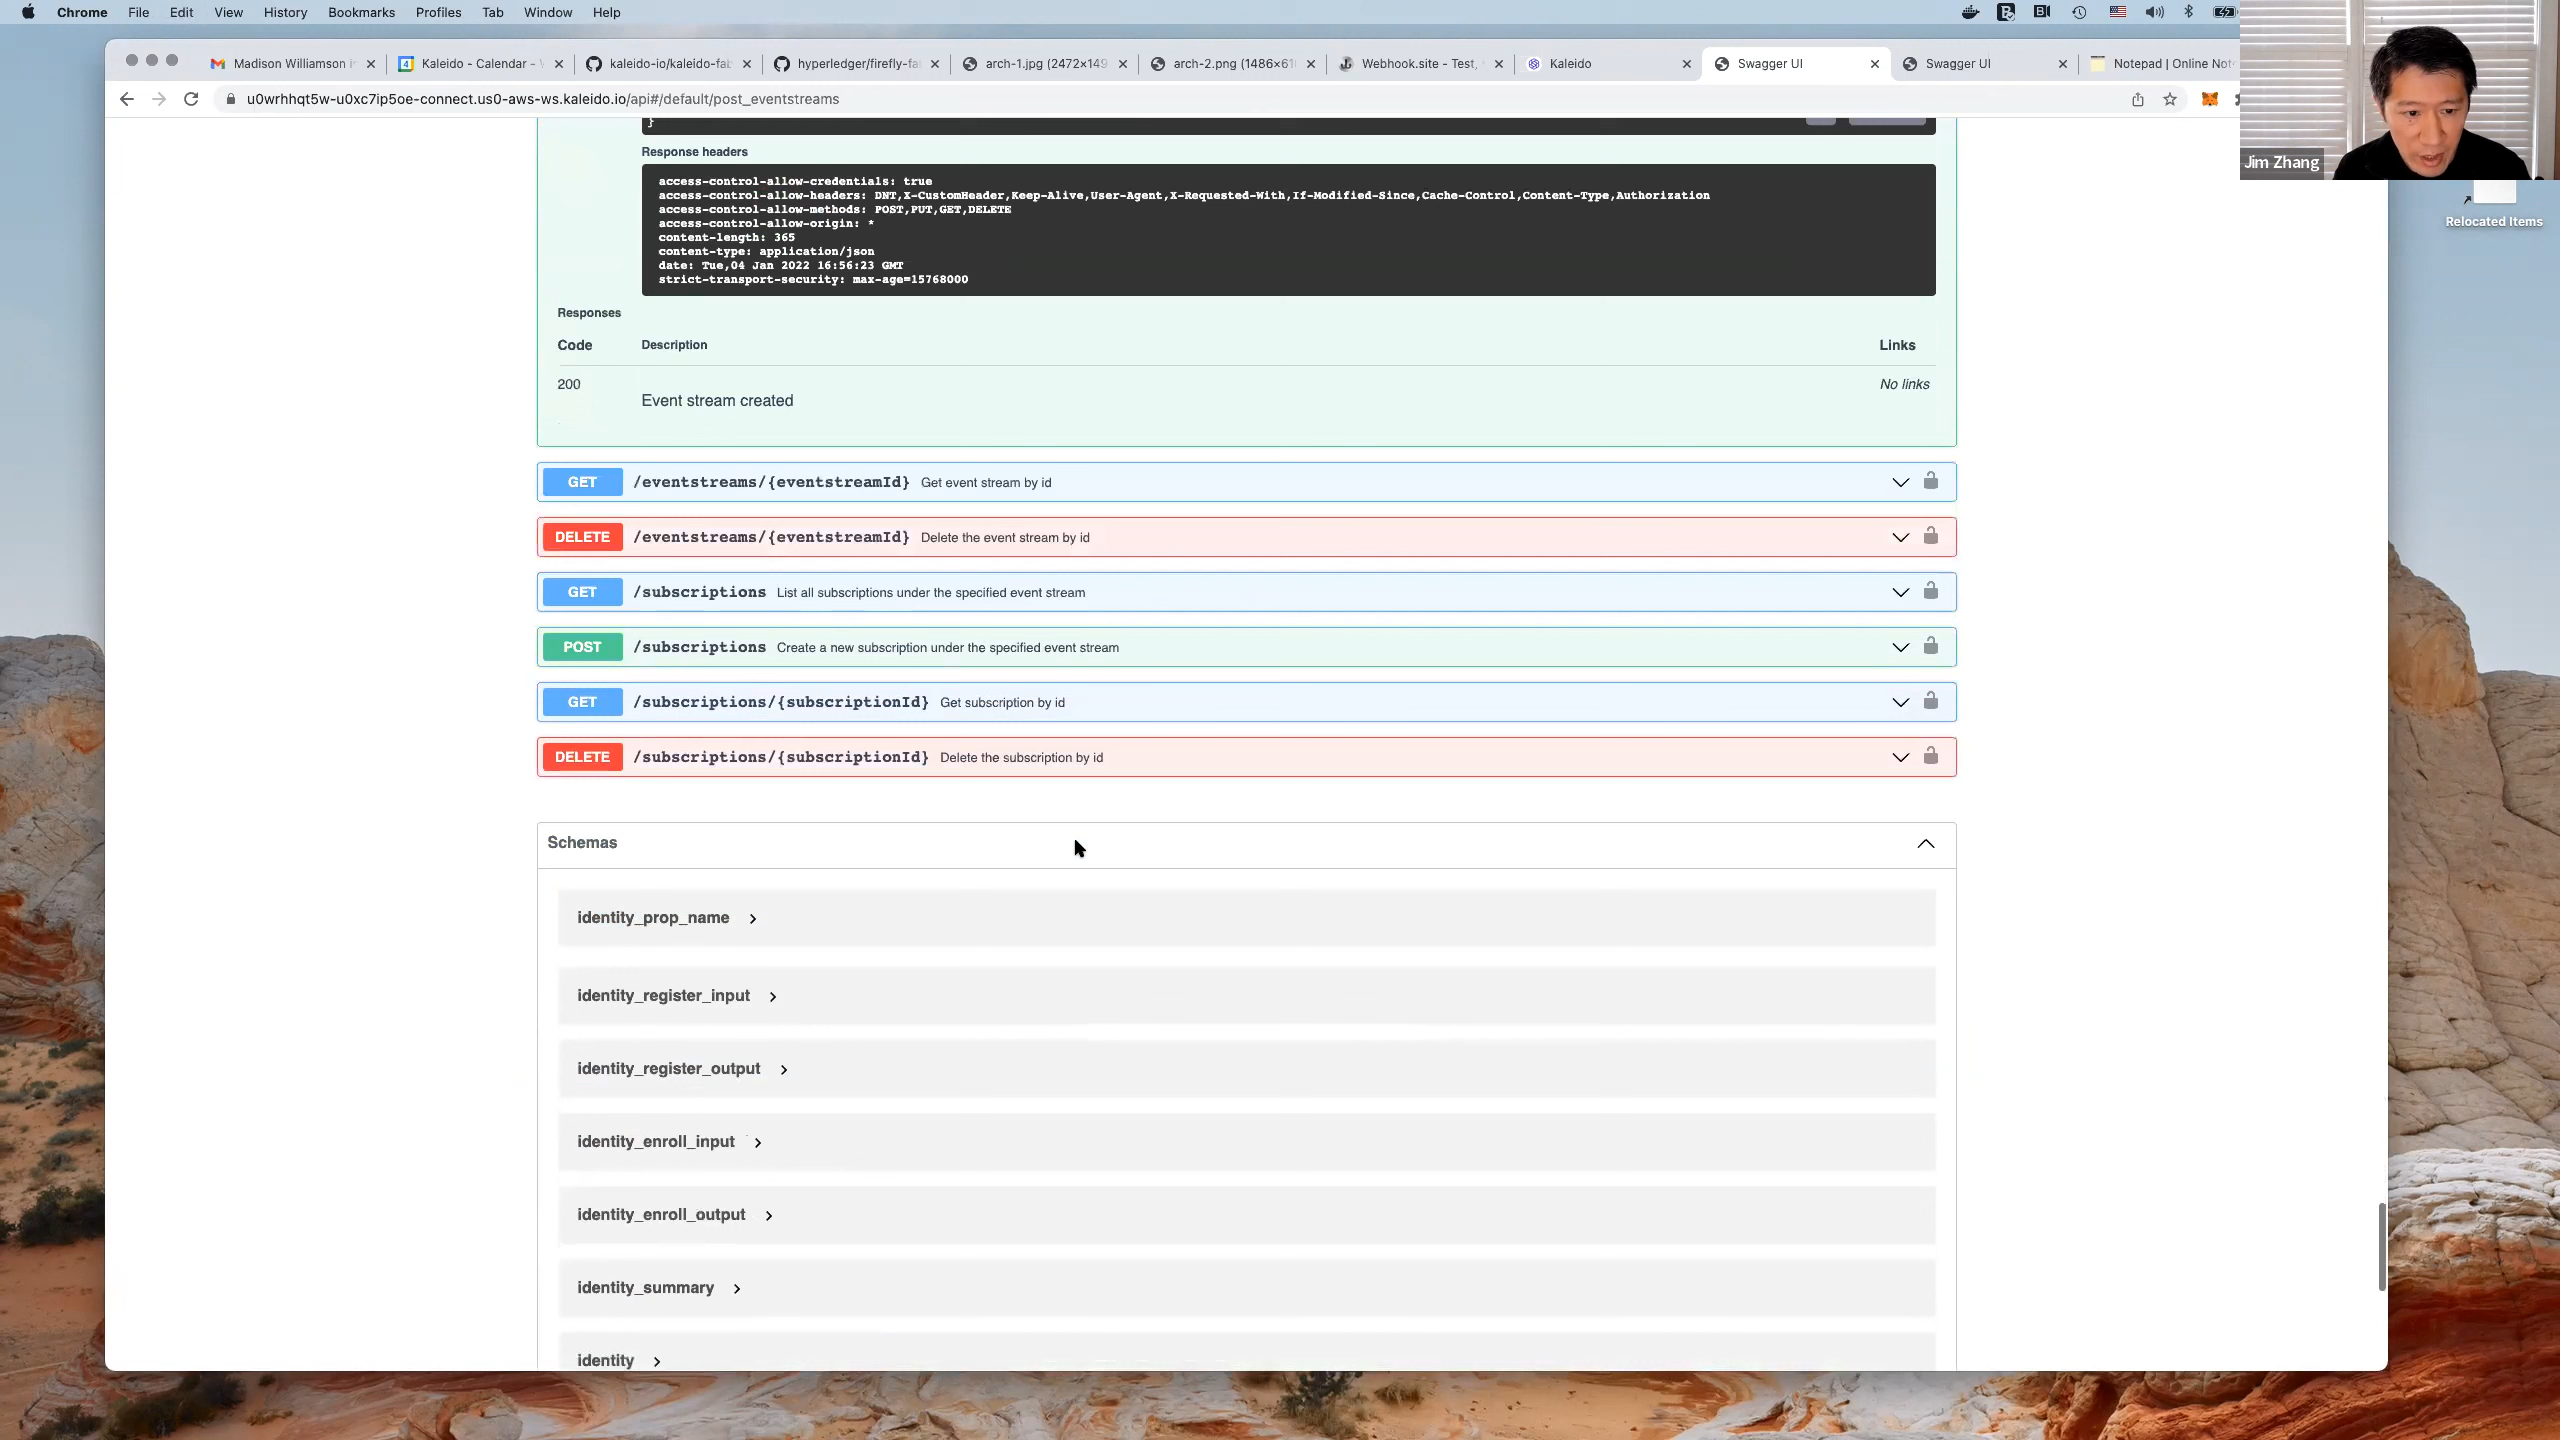 Chrome File Edit View History Bookmarks Profiles Tab Window Help
Madison Williamson i
Kaleido - Calendar -
kaleido-io/kaleido-fab
hyperledger/firefly-fa
arch-1.jpg (2472×149
arch-2.png (1486×61
Webhook.site - Test,
Kaleido
Swagger UI
Swagger UI
Notepad | Online Not
u0wrhhqt5w-u0xc7ip5oe-connect.us0-aws-ws.kaleido.io/api#/default/post_eventstreams
Jim Zhang
Relocated Items
}
Response headers
access-control-allow-credentials: true
access-control-allow-headers: DNT,X-CustomHeader,Keep-Alive,User-Agent,X-Requested-With,If-Modified-Since,Cache-Control,Content-Type,Authorization
access-control-allow-methods: POST,PUT,GET,DELETE
access-control-allow-origin: *
content-length: 365
content-type: application/json
date: Tue,04 Jan 2022 16:56:23 GMT
strict-transport-security: max-age=15768000
Responses
Code Description Links
200 No links
Event stream created
GET /eventstreams/{eventstreamId} Get event stream by id
DELETE /eventstreams/{eventstreamId} Delete the event stream by id
GET /subscriptions List all subscriptions under the specified event stream
POST /subscriptions Create a new subscription under the specified event stream
GET /subscriptions/{subscriptionId} Get subscription by id
DELETE /subscriptions/{subscriptionId} Delete the subscription by id
Schemas
identity_prop_name
identity_register_input
identity_register_output
identity_enroll_input
identity_enroll_output
identity_summary
identity